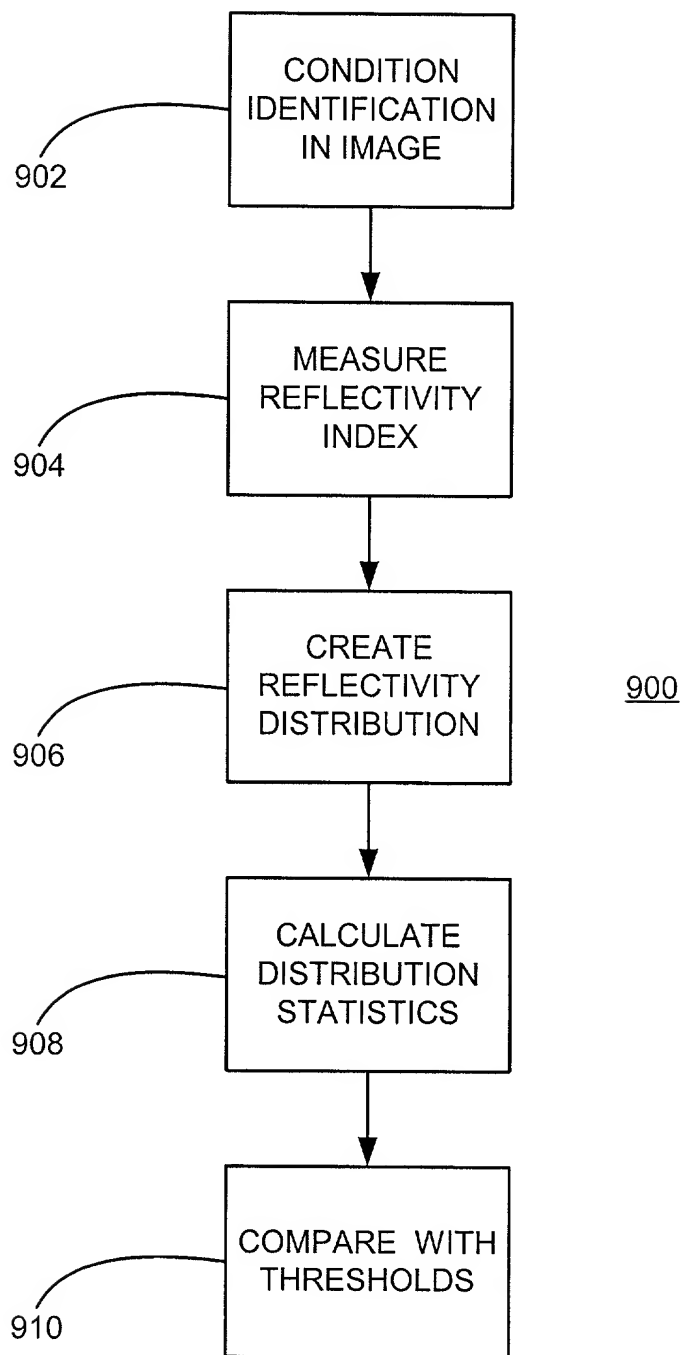 CONDITION
IDENTIFICATION
IN IMAGE
902
MEASURE
REFLECTIVITY
INDEX
904
CREATE
REFLECTIVITY
DISTRIBUTION
900
906
CALCULATE
DISTRIBUTION
STATISTICS
908
COMPARE WITH
THRESHOLDS
910